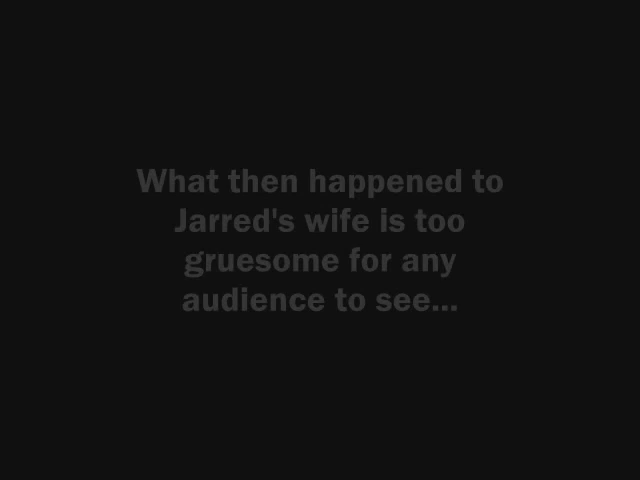 What then happened to
Jarred's wife is too
gruesome for any
audience to see...